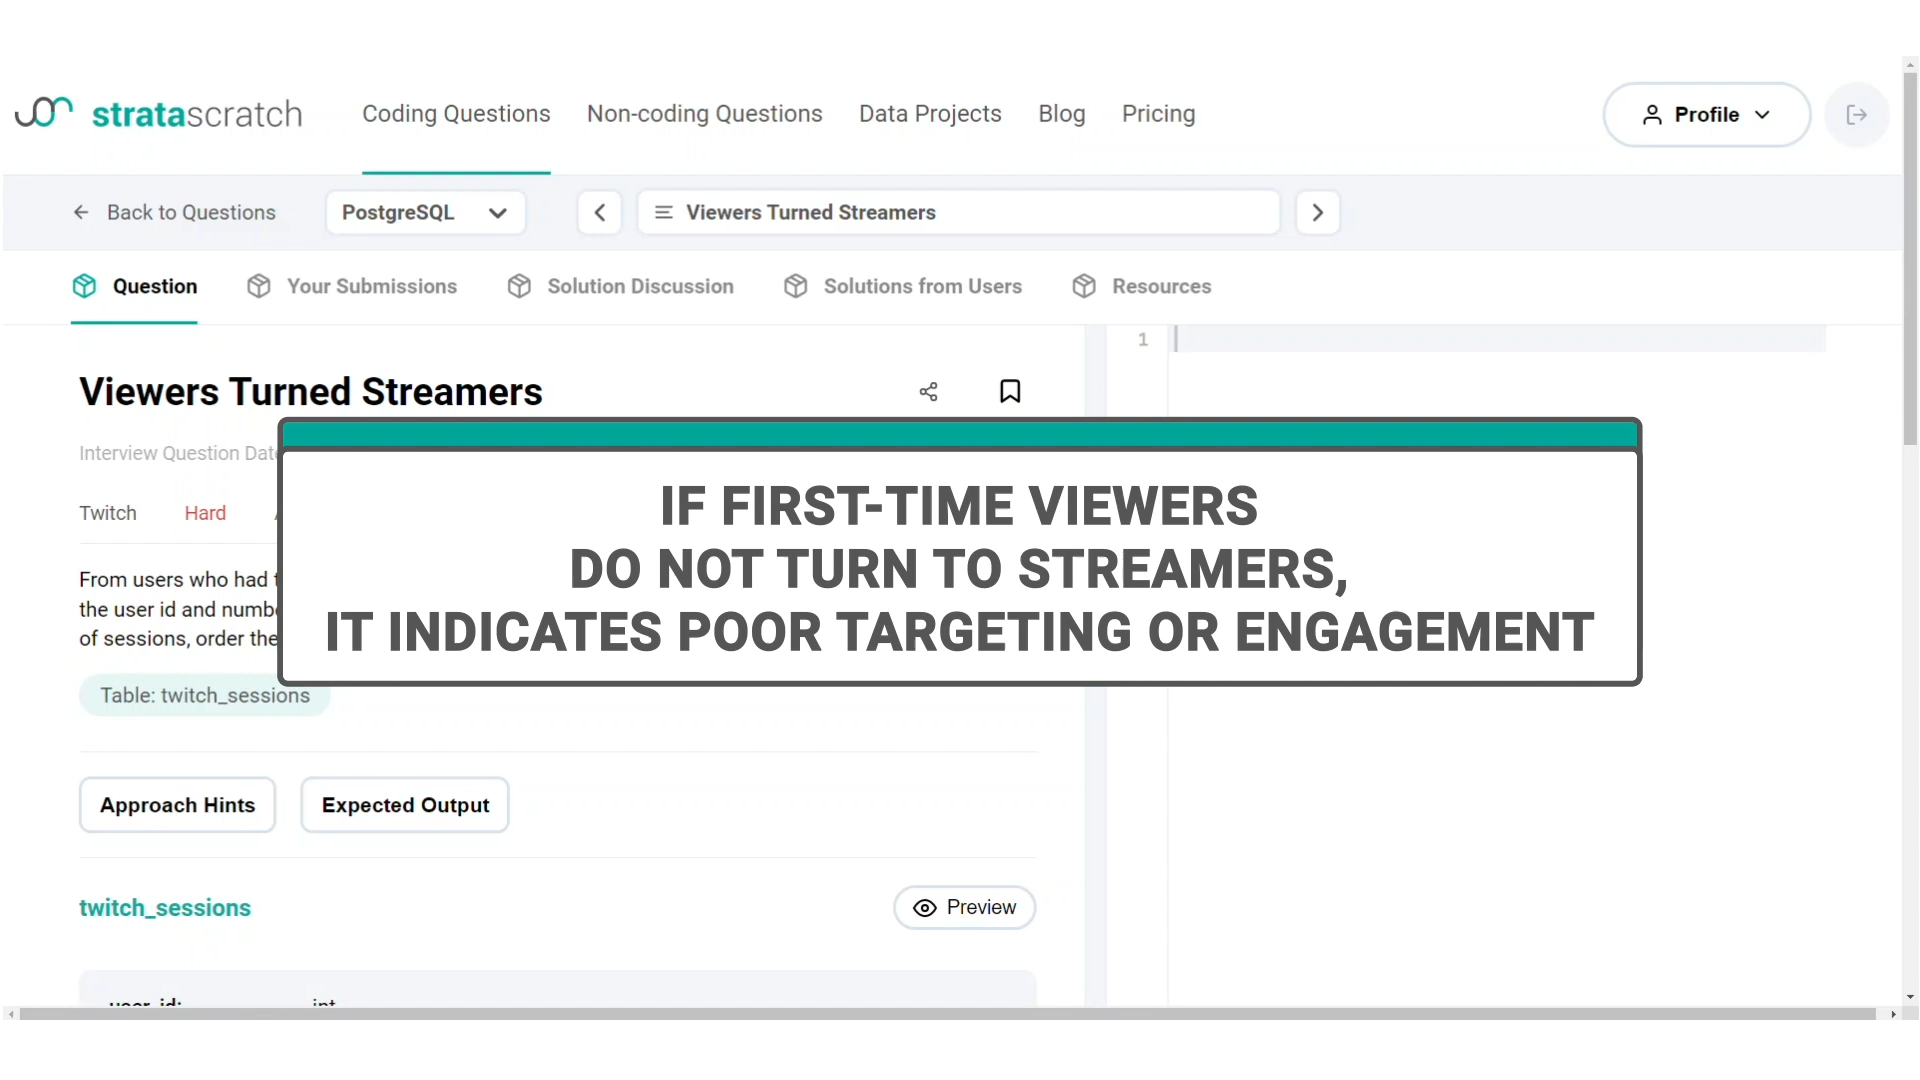 stratascratch
Coding Questions Non-coding Questions Data Projects Blog Pricing
Profile
Back to Questions PostgreSQL Viewers Turned Streamers
Question Your Submissions Solution Discussion Solutions from Users Resources
1
Viewers Turned Streamers
Interview Question
Twitch Hard
IF FIRST-TIME VIEWERS
DO NOT TURN TO STREAMERS,
IT INDICATES POOR TARGETING OR ENGAGEMENT
From users who had
the user id and
of sessions, order
Table: twitch_sessions
Approach Hints Expected Output
twitch_sessions Preview
user_id: int